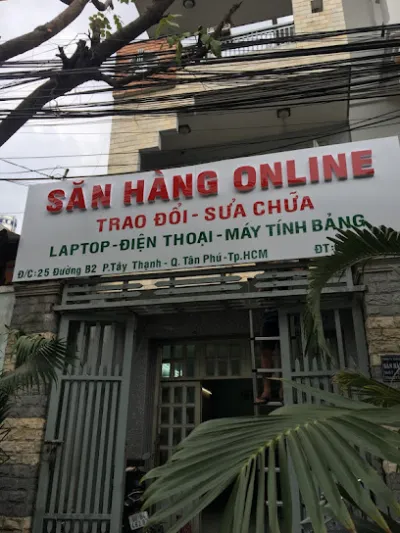 SĂN HÀNG ONLINE
TRAO ĐỔI - SƯA CHỮA
LAPTOP - ĐIỆN THOẠI - MÁY TÍNH BẢNG
Đ/C: 25 Đường B2 P.Tây Thạnh - Q. Tân Phú - Tp.HCM ĐT: